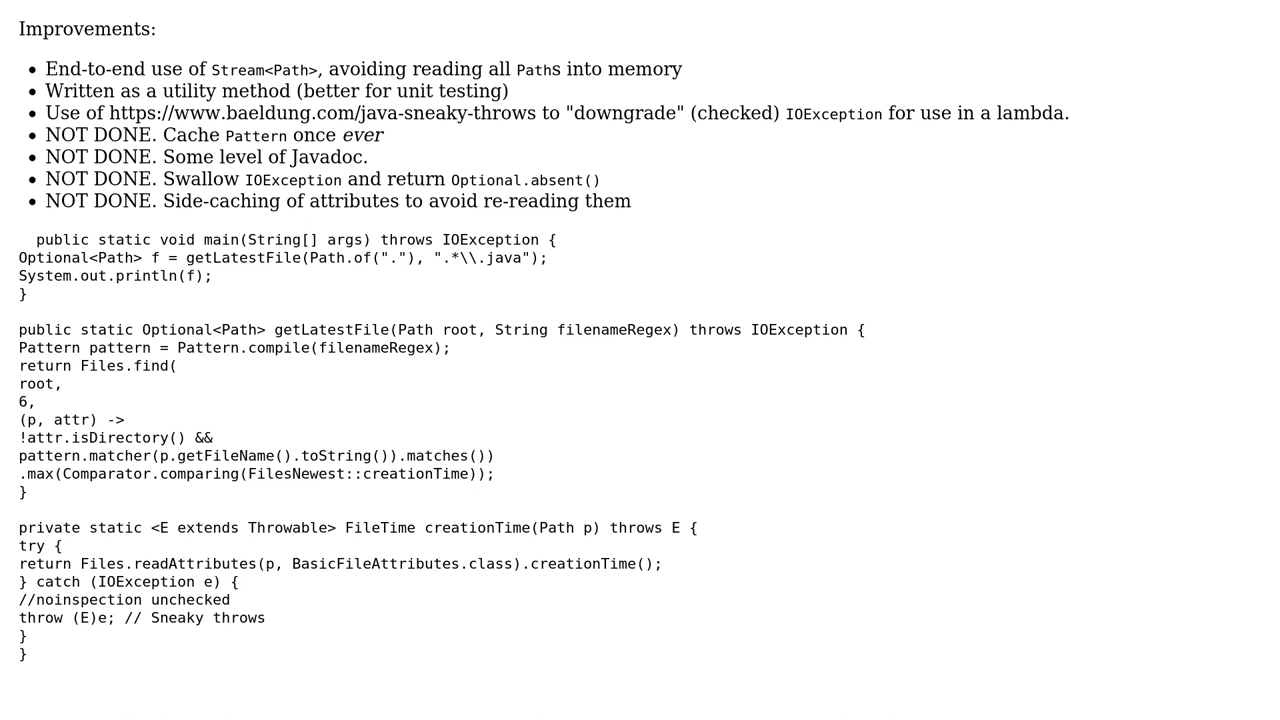 Improvements:
• End-to-end use of Stream<Path>, avoiding reading all Paths into memory
• Written as a utility method (better for unit testing)
• Use of https://www.baeldung.com/java-sneaky-throws to "downgrade" (checked) IOException for use in a lambda.
• NOT DONE. Cache Pattern once ever
• NOT DONE. Some level of Javadoc.
• NOT DONE. Swallow IOException and return Optional.absent()
• NOT DONE. Side-caching of attributes to avoid re-reading them
  public static void main(String[] args) throws IOException {
Optional<Path> f = getLatestFile(Path.of("."), ".*\\.java");
System.out.println(f);
}

public static Optional<Path> getLatestFile(Path root, String filenameRegex) throws IOException {
Pattern pattern = Pattern.compile(filenameRegex);
return Files.find(
root,
6,
(p, attr) ->
!attr.isDirectory() &&
pattern.matcher(p.getFileName().toString()).matches())
.max(Comparator.comparing(FilesNewest::creationTime));
}

private static <E extends Throwable> FileTime creationTime(Path p) throws E {
try {
return Files.readAttributes(p, BasicFileAttributes.class).creationTime();
} catch (IOException e) {
//noinspection unchecked
throw (E)e; // Sneaky throws
}
}